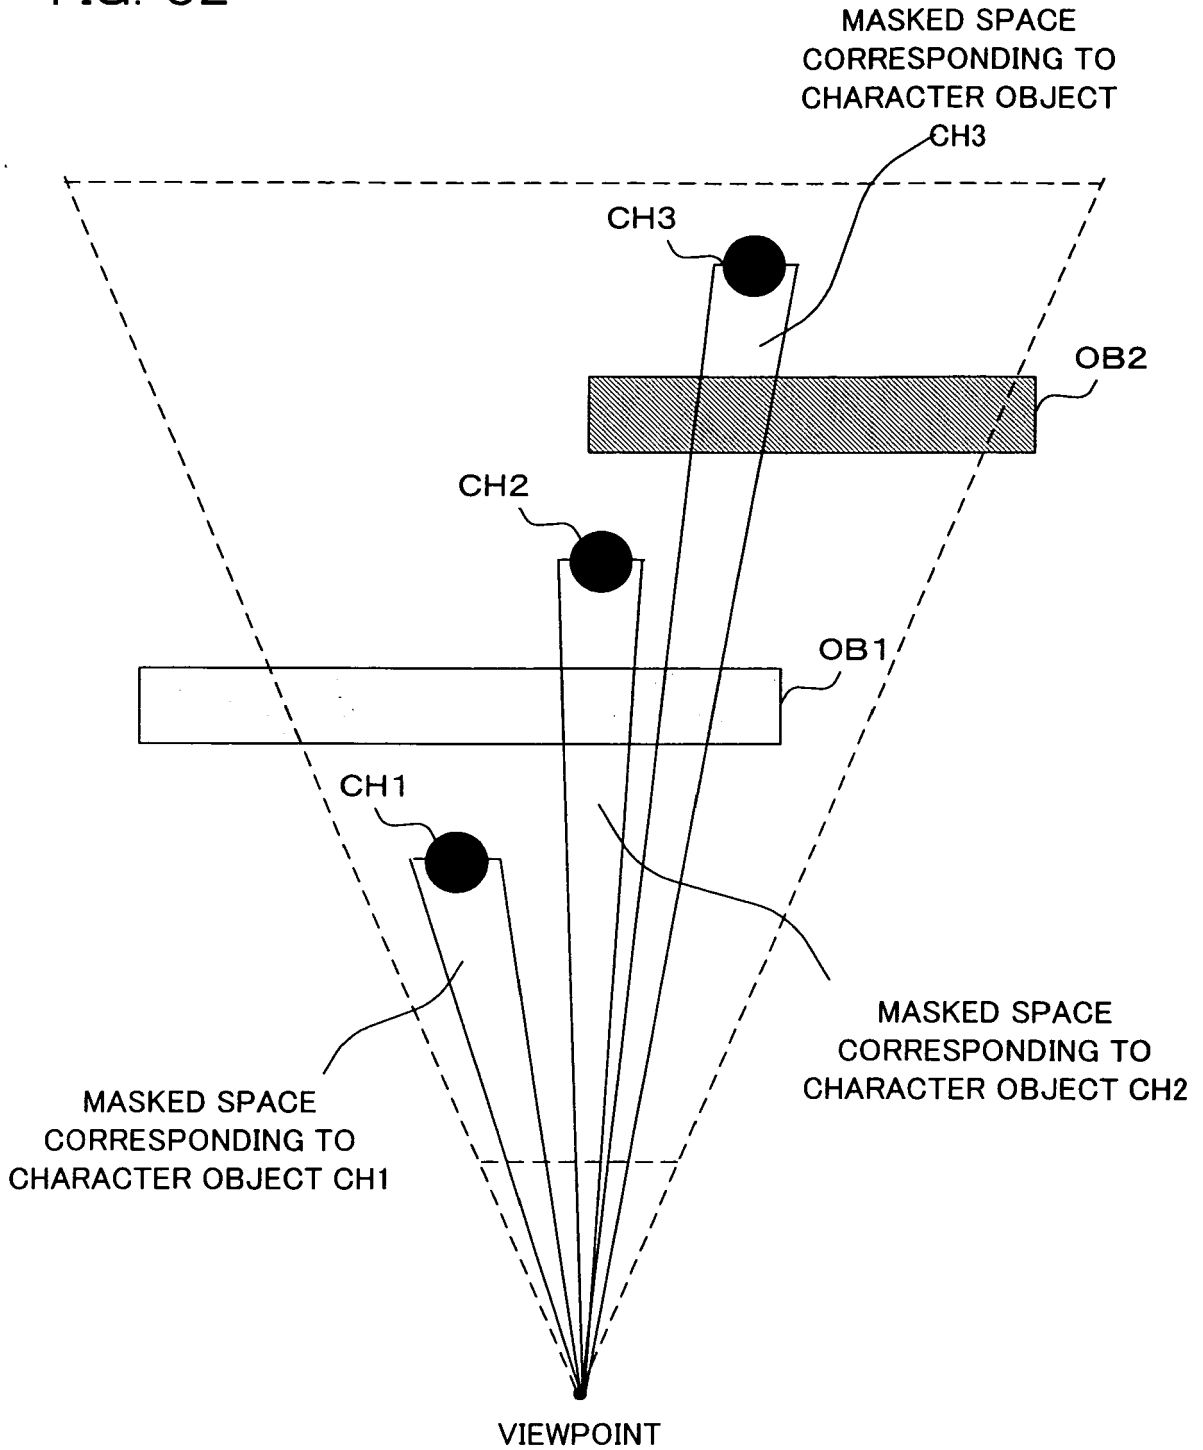 MASKED SPACE
CORRESPONDING TO
CHARACTER OBJECT
CH3
CH3
OB2
CH2
OB1
CH1
MASKED SPACE
CORRESPONDING TO
CHARACTER OBJECT CH2
MASKED SPACE
CORRESPONDING TO
CHARACTER OBJECT CH1
VIEWPOINT